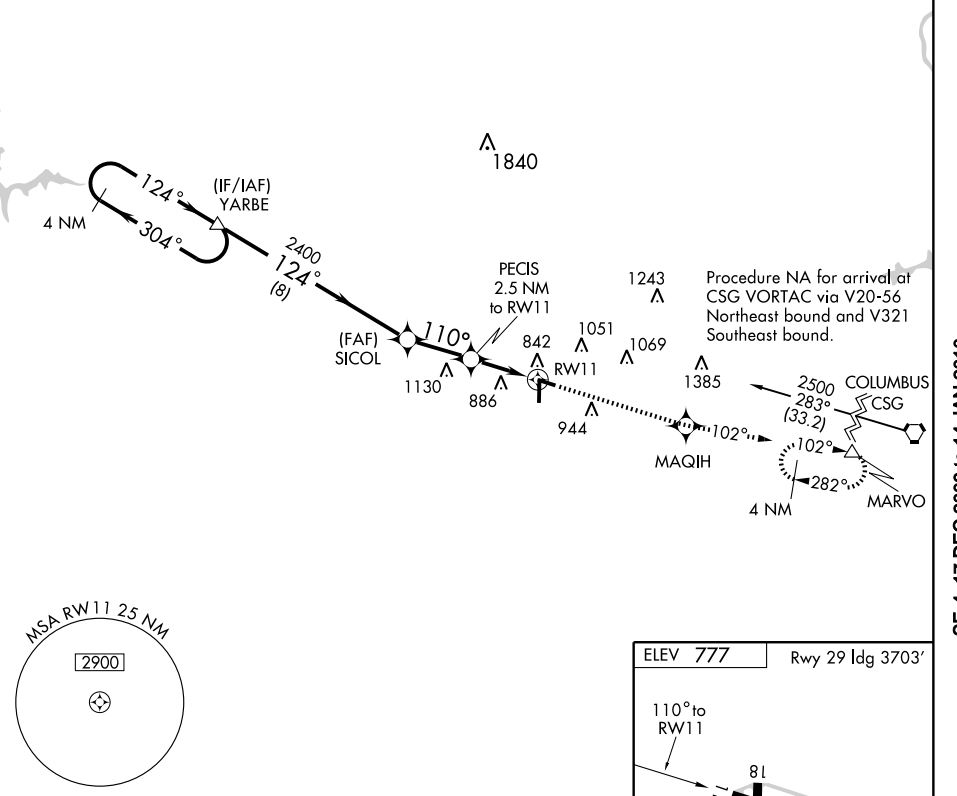 1840
124°
(IF/IAF)
YARBE
4 NM
304°
2400
124°
(8)
PECIS
2.5 NM
to RW11
1243
Procedure NA for arrival at
CSG VORTAC via V20-56
Northeast bound and V321
Southeast bound.
(FAF)
SICOL
110°
842
1051
1069
RW11
1130
886
944
1385
2500
283°
(33.2)
COLUMBUS
CSG
MAQIH
102°
102°
282°
4 NM
MARVO
MSA RW11 25 NM
2900
ELEV 777
Rwy 29 ldg 3703'
110° to
RW11
18